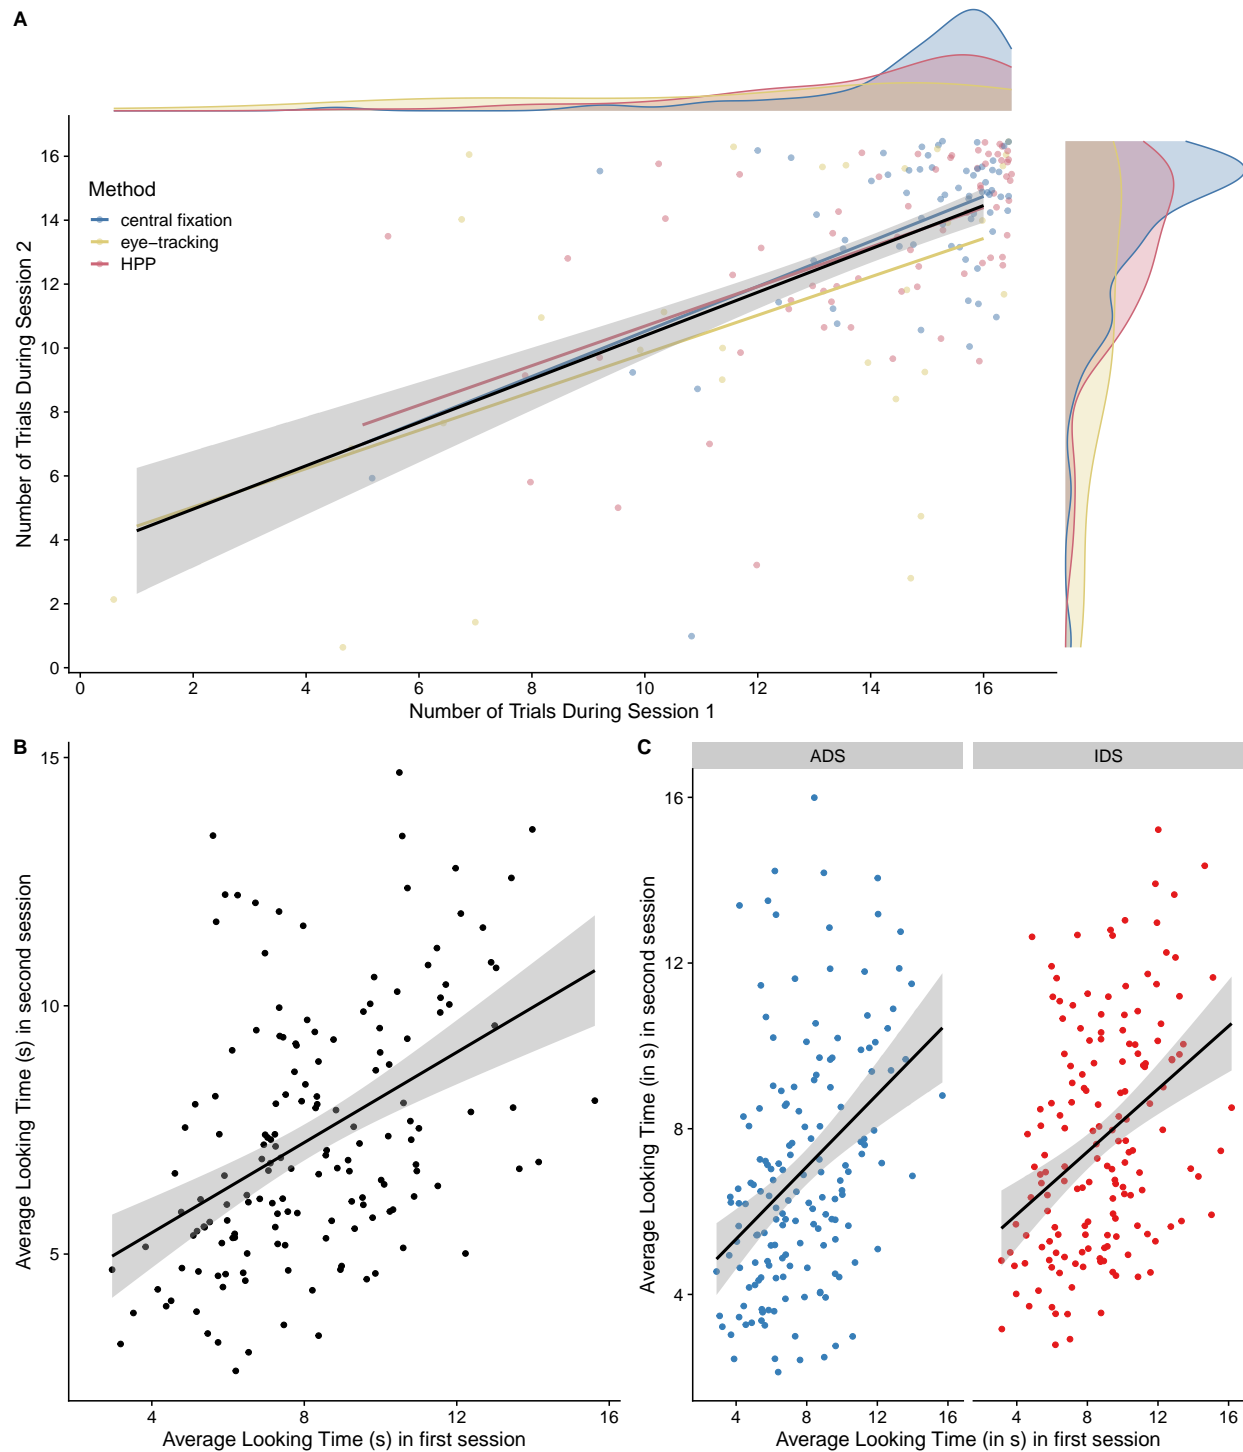 A
Number of Trials During Session 2
16
14
12
10
8
6
4
2
0
Method
central fixation
eye−tracking
HPP
0 2 4 6 8 10 12 14 16
Number of Trials During Session 1
B
Average Looking Time (s) in second session
15
10
5
4 8 12 16
Average Looking Time (s) in first session
C
ADS IDS
Average Looking Time (in s) in second session
16
12
8
4
4 8 12 16 4 8 12 16
Average Looking Time (in s) in first session